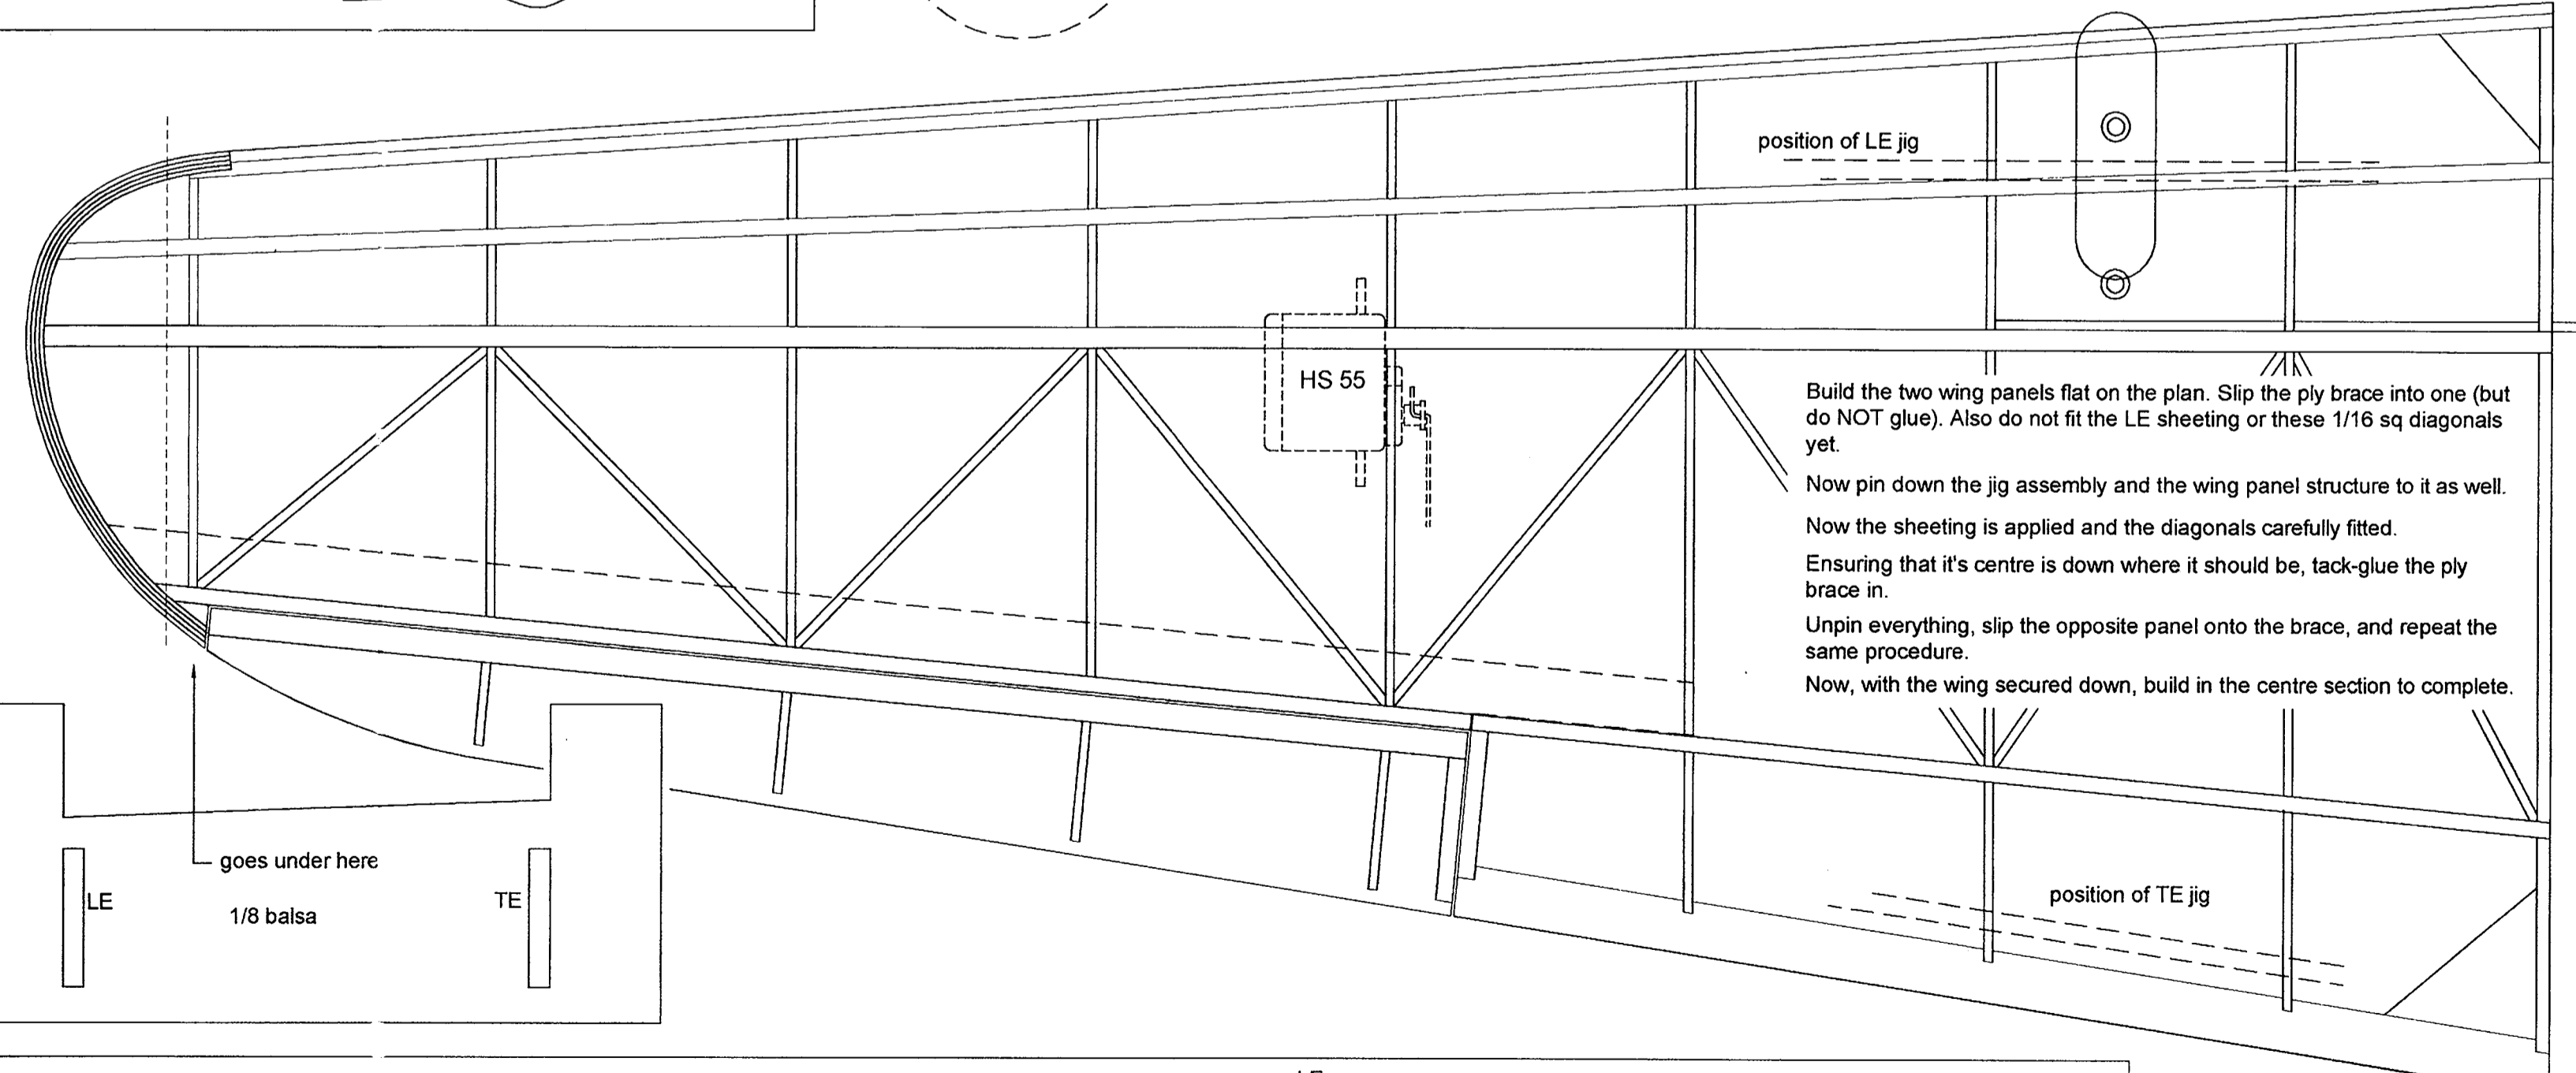 position of LE jig
HS 55
Build the two wing panels flat on the plan. Slip the ply brace into one (but
do NOT glue). Also do not fit the LE sheeting or these 1/16 sq diagonals
yet.
Now pin down the jig assembly and the wing panel structure to it as well.
Now the sheeting is applied and the diagonals carefully fitted.
Ensuring that it's centre is down where it should be, tack-glue the ply
brace in.
Unpin everything, slip the opposite panel onto the brace, and repeat the
same procedure.
Now, with the wing secured down, build in the centre section to complete.
goes under here
LE
TE
1/8 balsa
position of TE jig